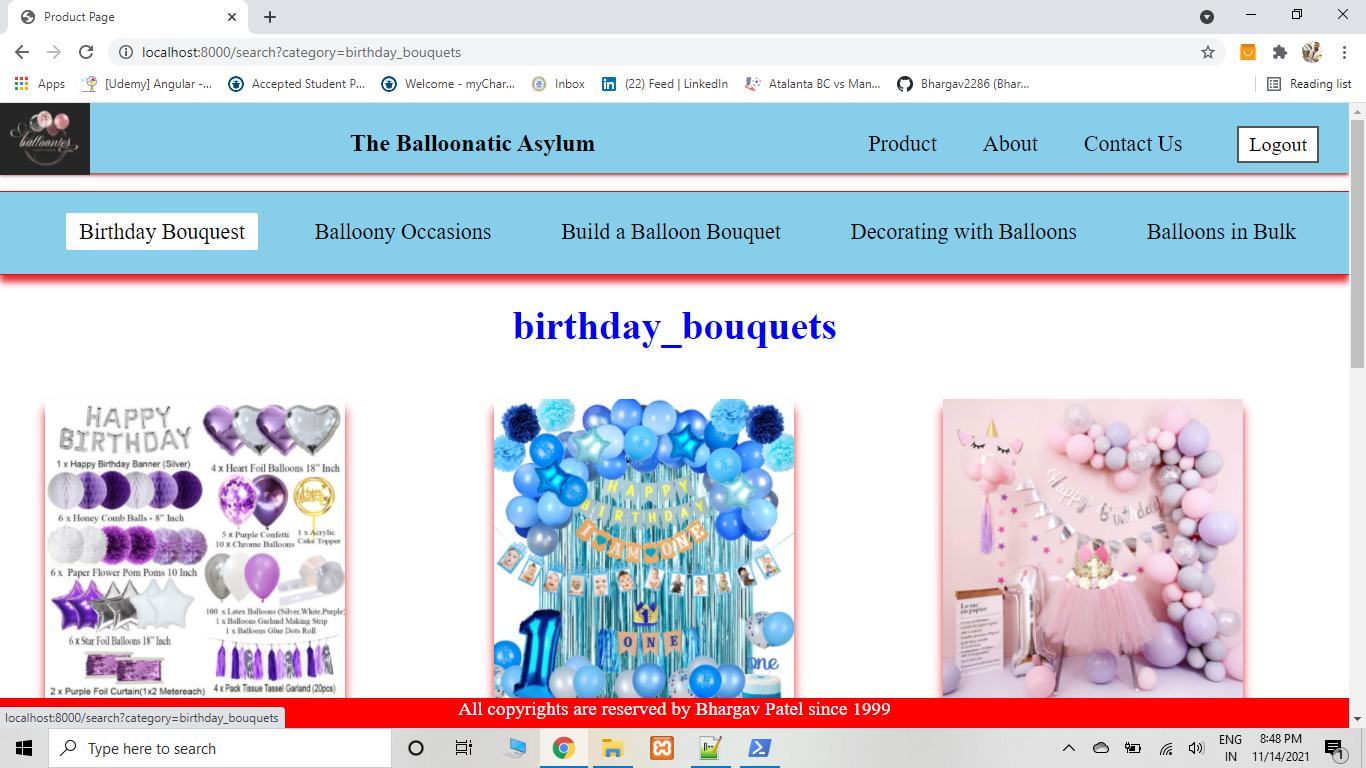 Product Page
localhost:8000/search?category=birthday_bouquets
Apps [Udemy] Angular -... Accepted Student P... Welcome - myChar... Inbox (22) Feed | LinkedIn Atalanta BC vs Man... Bhargav2286 (Bhar... Reading list
balloontes
The Balloonatic Asylum Product About Contact Us Logout
Birthday Bouquest Balloony Occasions Build a Balloon Bouquet Decorating with Balloons Balloons in Bulk
birthday_bouquets
HAPPY
BIRTHDAY
1 x Happy Birthday Banner (Silver)
4 x Heart Foil Balloons 18" Inch
6 x Honey Comb Balls - 8" Inch
5 x Purple Confetti
10 x Chrome Balloons
1 x Acrylic
Cake Topper
6 x Paper Flower Pom Poms 10 Inch
100 x Latex Balloons (Silver,White,Purple)
1 x Balloons Garland Making Strip
1 x Balloons Glue Dots Roll
6 x Star Foil Balloons 18" Inch
2 x Purple Foil Curtain(1x2 Metereach)
4 x Pack Tissue Tassel Garland (20pcs)
HAPPY
BIRTHDAY
I AM ONE
1
1
ONE
one
Happy Birthday
Le sac
en papier
All copyrights are reserved by Bhargav Patel since 1999
localhost:8000/search?category=birthday_bouquets
Type here to search
ENG
IN
8:48 PM
11/14/2021
1